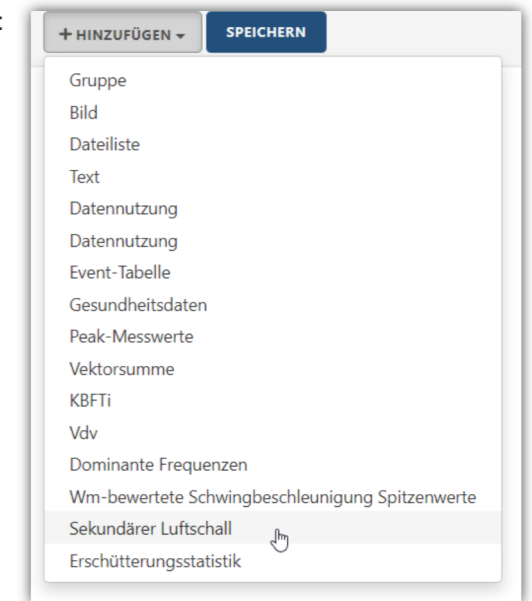 :
+ HINZUFÜGEN
SPEICHERN
Gruppe
Bild
Dateiliste
Text
Datennutzung
Datennutzung
Event-Tabelle
Gesundheitsdaten
Peak-Messwerte
Vektorsumme
KBFTi
Vdv
Dominante Frequenzen
Wm-bewertete Schwingbeschleunigung Spitzenwerte
Sekundärer Luftschall
Erschütterungsstatistik